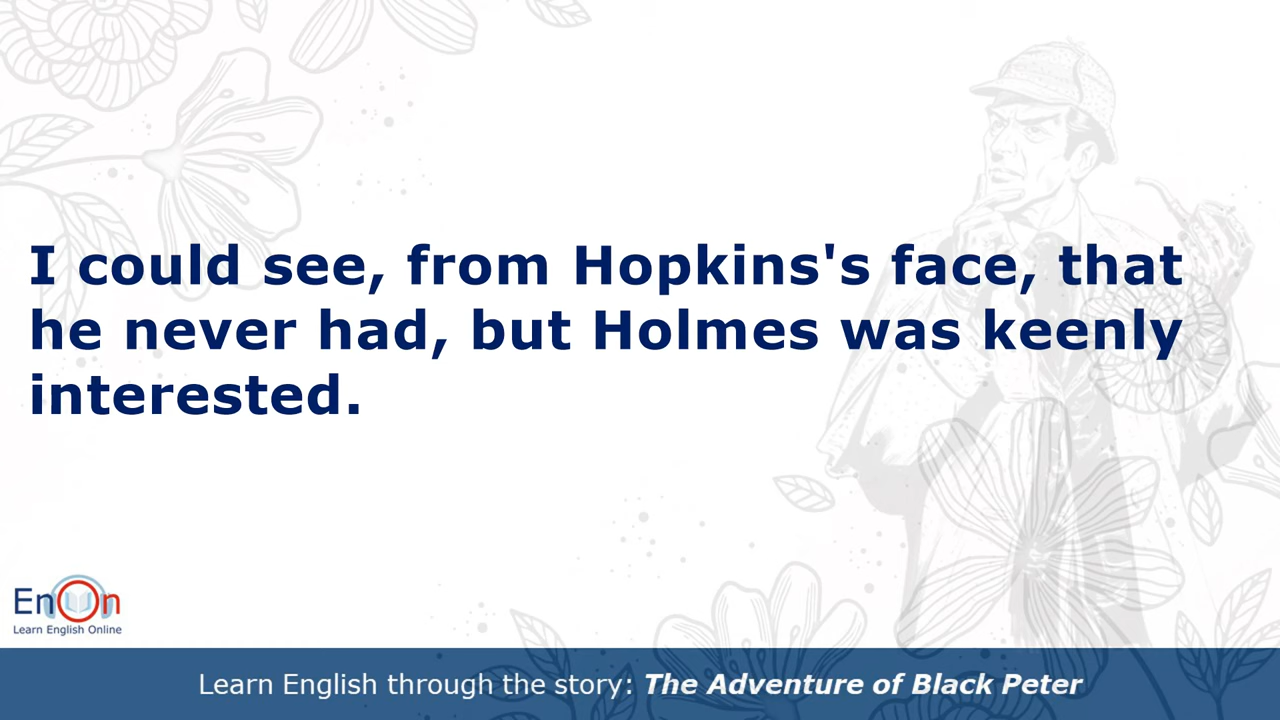 I could see, from Hopkins's face, that
he never had, but Holmes was keenly
interested.
EnOn
Learn English Online
Learn English through the story: The Adventure of Black Peter